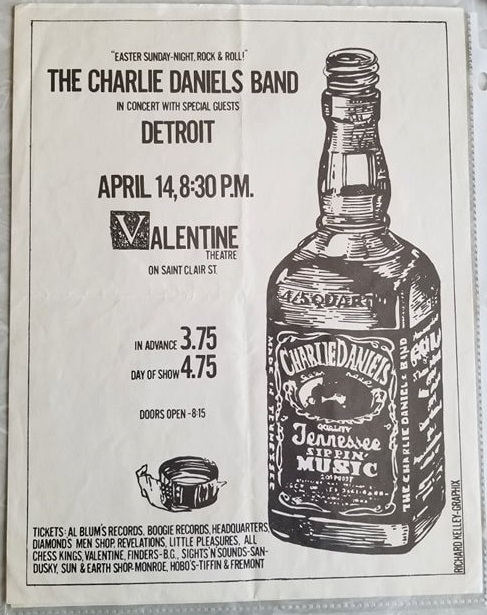 "EASTER SUNDAY-NIGHT, ROCK & ROLL!"
THE CHARLIE DANIELS BAND
IN CONCERT WITH SPECIAL GUESTS
DETROIT
APRIL 14, 8:30 P.M.
VALENTINE
THEATRE
ON SAINT CLAIR ST.
IN ADVANCE 3.75
DAY OF SHOW 4.75
DOORS OPEN -8:15
TICKETS: AL BLUM'S RECORDS, BOOGIE RECORDS, HEADQUARTERS,
DIAMONDS MEN SHOP, REVELATIONS, LITTLE PLEASURES, ALL
CHESS KINGS, VALENTINE, FINDERS-B.G., SIGHTS'N SOUNDS-SAN-
DUSKY, SUN & EARTH SHOP-MONROE, HOBO'S-TIFFIN & FREMONT
4/5 QUART
CHARLIE DANIELS
QUALITY
Tennessee
SIPPIN'
MUSIC
THE CHARLIE DANIELS BAND
RICHARD KELLEY-GRAPHIX